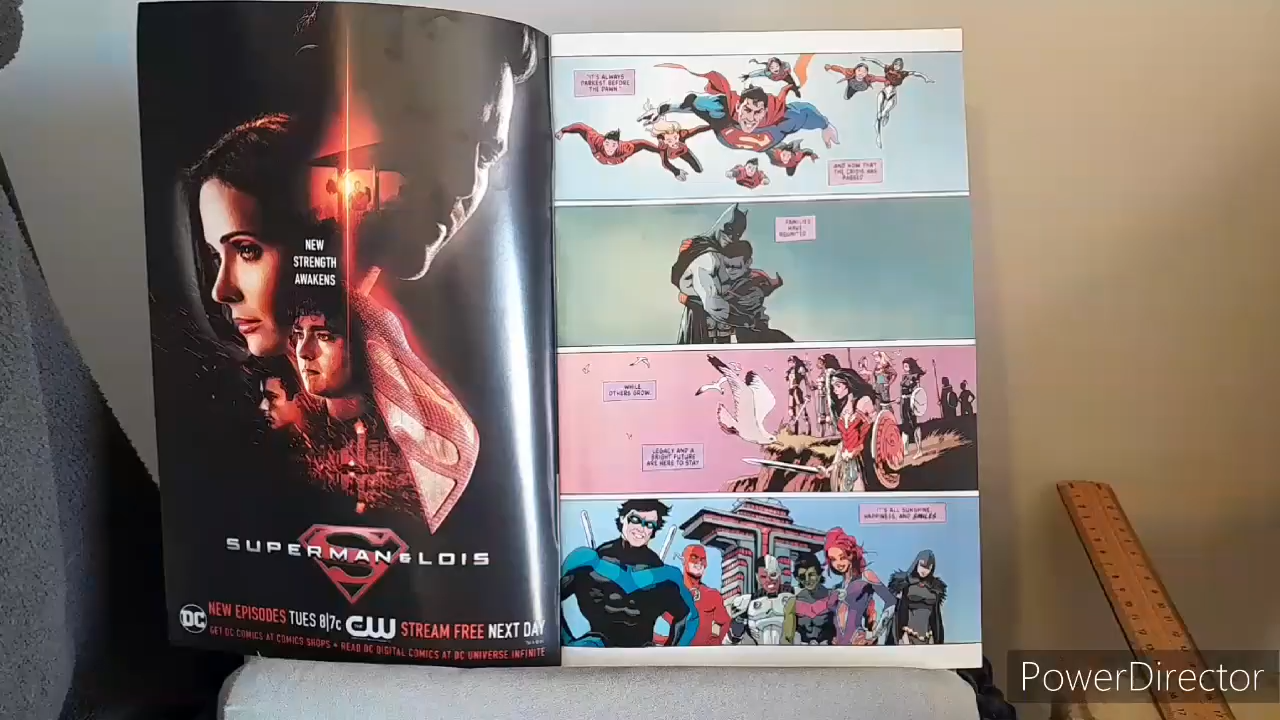 NEW
STRENGTH
AWAKENS
SUPERMAN & LOIS
DC
NEW EPISODES TUES 8|7c THE CW STREAM FREE NEXT DAY
GET DC COMICS AT COMICS SHOPS • READ DC DIGITAL COMICS AT DC UNIVERSE INFINITE
"IT'S ALWAYS
DARKEST BEFORE
THE DAWN."
AND NOW THAT
THE CRISIS HAS
PASSED...
FAMILIES
HAVE
REUNITED...
WHILE
OTHERS GROW.
LEGACY AND A
BRIGHT FUTURE
ARE HERE TO STAY.
IT'S ALL SUNSHINE,
HAPPINESS, AND SMILES.
PowerDirector